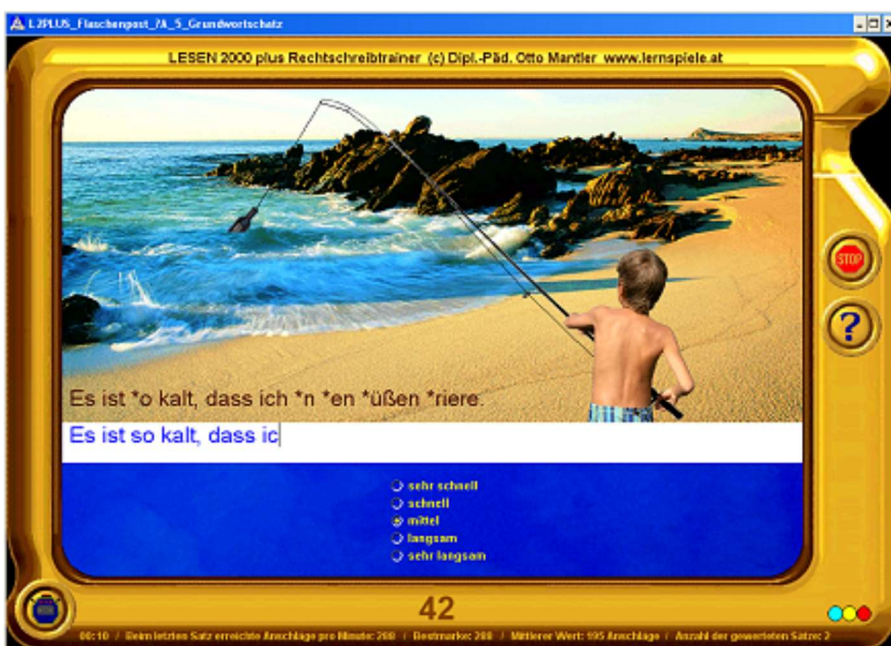 L2PLUS_Flaschenpost_7A_5_Grundwortschatz
LESEN 2000 plus Rechtschreibtrainer (c) Dipl.-Päd. Otto Mantler www.lernspiele.at
STOP
?
Es ist *o kalt, dass ich *n *en *üßen *riere.
Es ist so kalt, dass ic
sehr schnell
schnell
mittel
langsam
sehr langsam
42
00:10 / Beim letzten Satz erreichte Anschläge pro Minute: 288 / Bestmarke: 288 / Mittlerer Wert: 195 Anschläge / Anzahl der gewerteten Sätze: 2